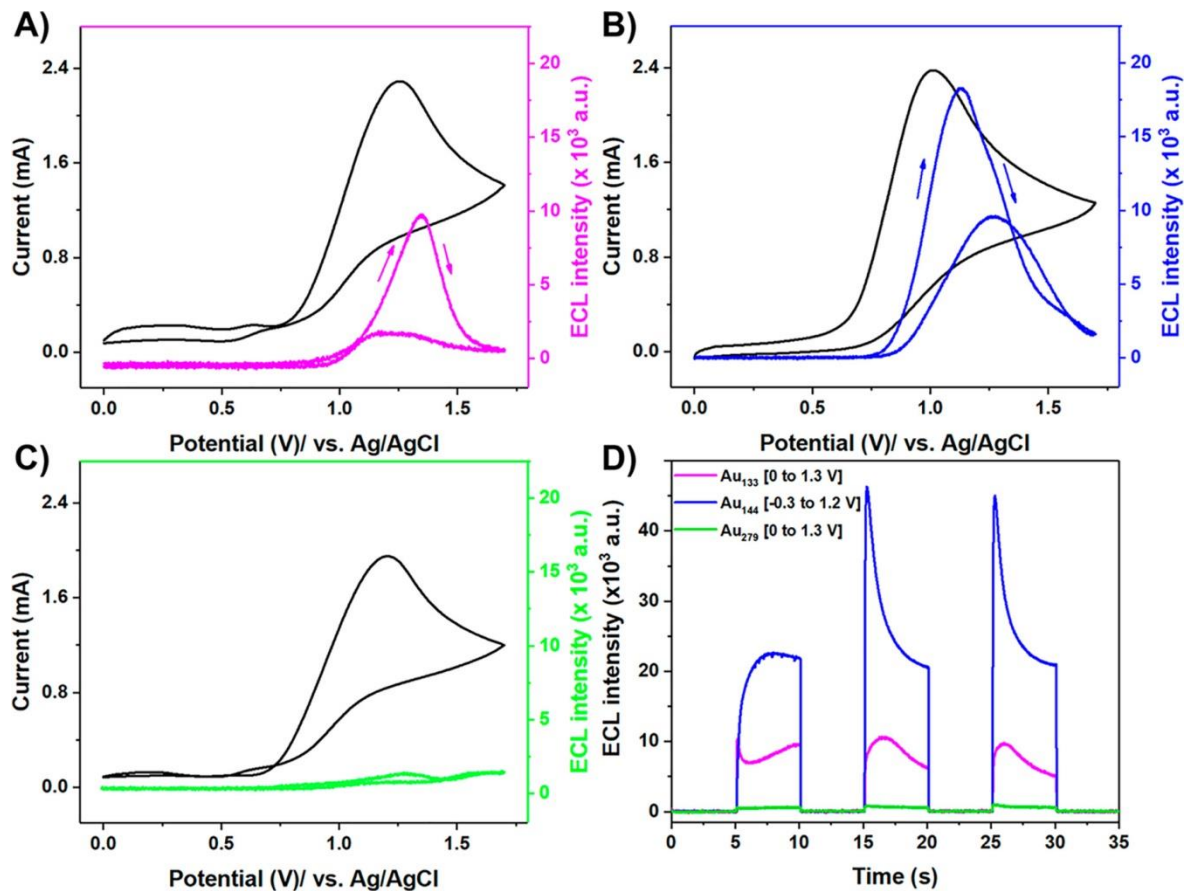 A)
Current (mA)
2.4
1.6
0.8
0.0
0.0 0.5 1.0 1.5
Potential (V)/ vs. Ag/AgCl
20
15
10
5
0
ECL intensity (x 10³ a.u.)
B)
Current (mA)
2.4
1.6
0.8
0.0
0.0 0.5 1.0 1.5
Potential (V)/ vs. Ag/AgCl
20
15
10
5
0
ECL intensity (x 10³ a.u.)
C)
Current (mA)
2.4
1.6
0.8
0.0
0.0 0.5 1.0 1.5
Potential (V)/ vs. Ag/AgCl
20
15
10
5
0
ECL intensity (x 10³ a.u.)
D)
Au₁₃₃ [0 to 1.3 V]
Au₁₄₄ [-0.3 to 1.2 V]
Au₂₇₉ [0 to 1.3 V]
ECL intensity (x10³ a.u.)
40
30
20
10
0
0 5 10 15 20 25 30 35
Time (s)